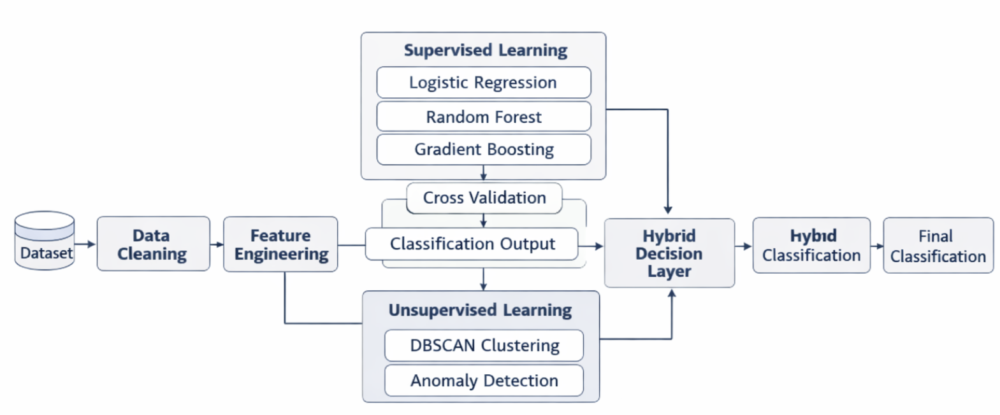 Supervised Learning
Logistic Regression
Random Forest
Gradient Boosting
Cross Validation
Classification Output
Dataset
Data
Cleaning
Feature
Engineering
Unsupervised Learning
DBSCAN Clustering
Anomaly Detection
Hybrid
Decision
Layer
Hybıd
Classification
Final
Classification